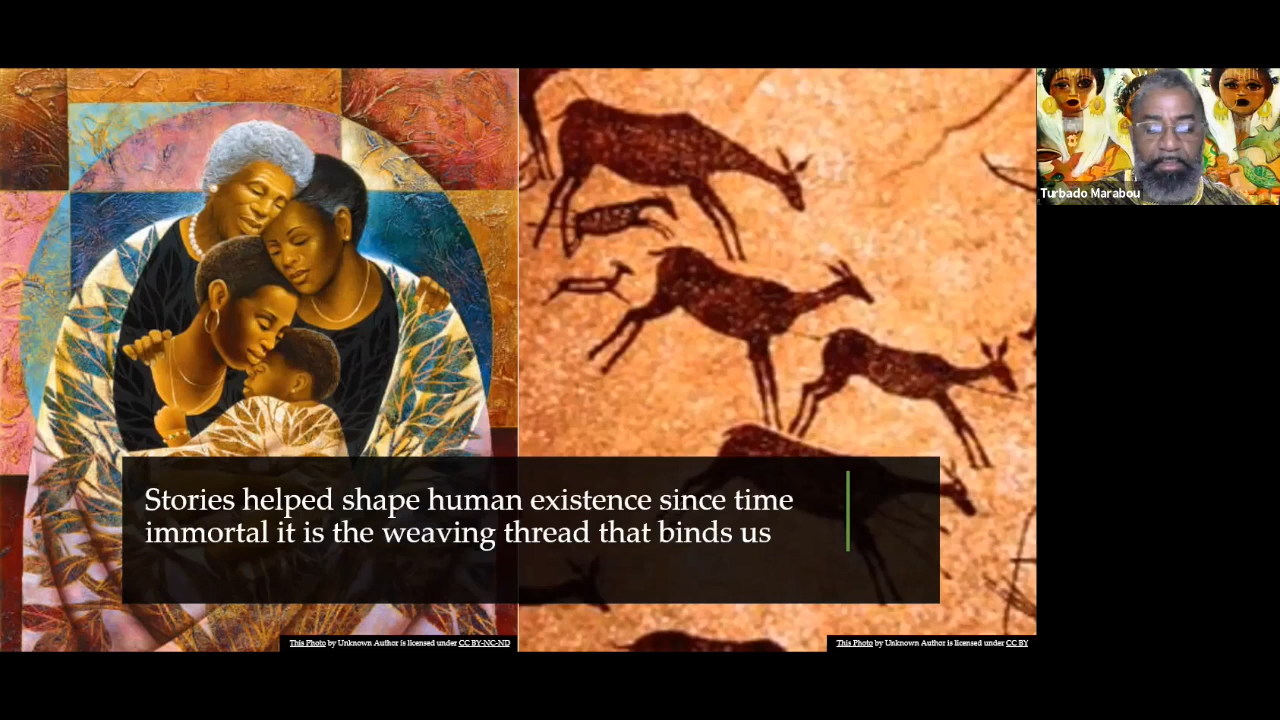 Turbado Marabou
Stories helped shape human existence since time
immortal it is the weaving thread that binds us
This Photo by Unknown Author is licensed under CC BY-NC-ND
This Photo by Unknown Author is licensed under CC BY